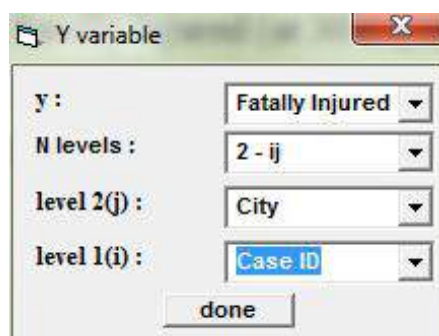 Y variable
y : Fatally Injured
N levels : 2 - ij
level 2(j) : City
level 1(i) : Case ID
done